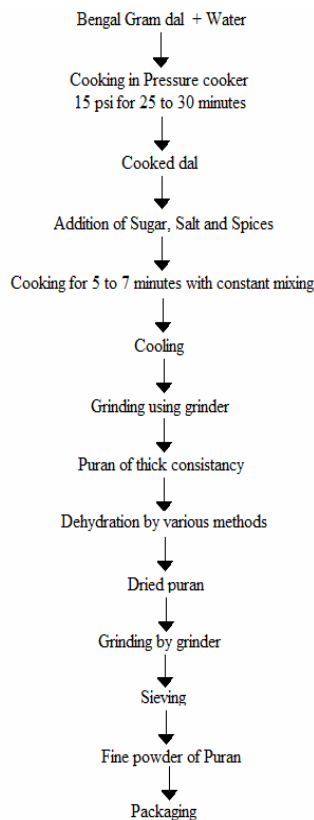 Bengal Gram dal + Water
Cooking in Pressure cooker
15 psi for 25 to 30 minutes
Cooked dal
Addition of Sugar, Salt and Spices
Cooking for 5 to 7 minutes with constant mixing
Cooling
Grinding using grinder
Puran of thick consistancy
Dehydration by various methods
Dried puran
Grinding by grinder
Sieving
Fine powder of Puran
Packaging